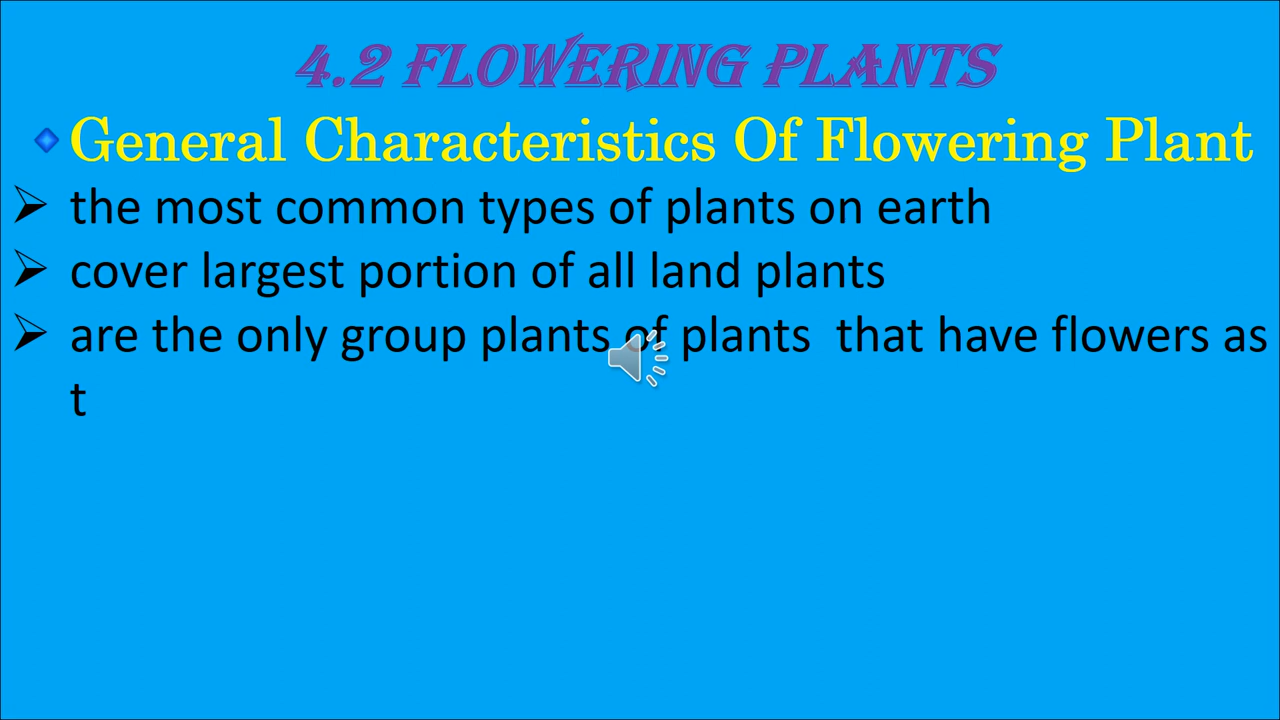 4.2 FLOWERING PLANTS
General Characteristics Of Flowering Plant
the most common types of plants on earth
cover largest portion of all land plants
are the only group plants of plants that have flowers as
t